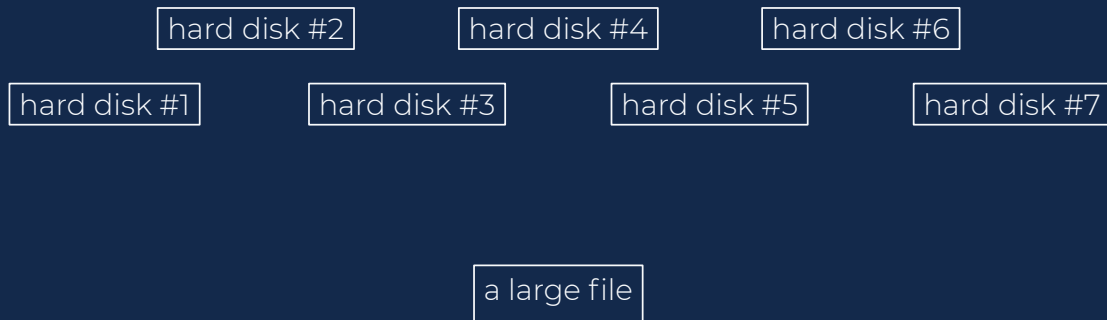 hard disk #2 hard disk #4 hard disk #6
hard disk #1 hard disk #3 hard disk #5 hard disk #7
a large file